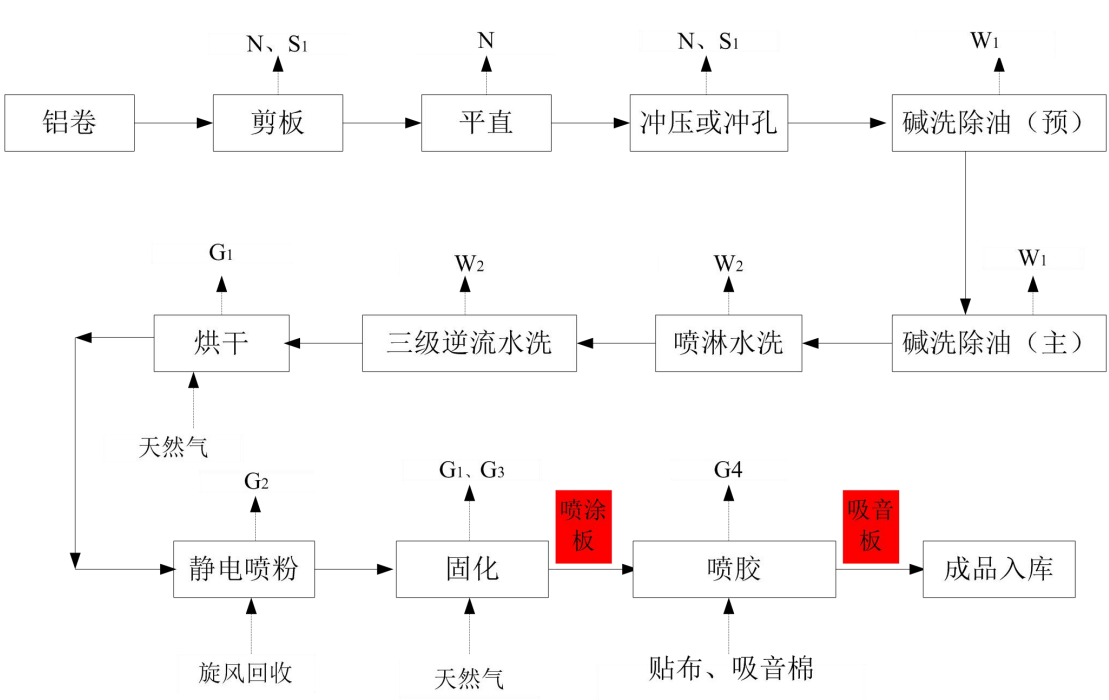 N、S1
N
N、S1
W1
铝卷
剪板
平直
冲压或冲孔
碱洗除油（预）
G1
W2
W2
W1
烘干
三级逆流水洗
喷淋水洗
碱洗除油（主）
天然气
G2
G1、G3
喷涂
板
G4
吸音
板
静电喷粉
固化
喷胶
成品入库
旋风回收
天然气
贴布、吸音棉